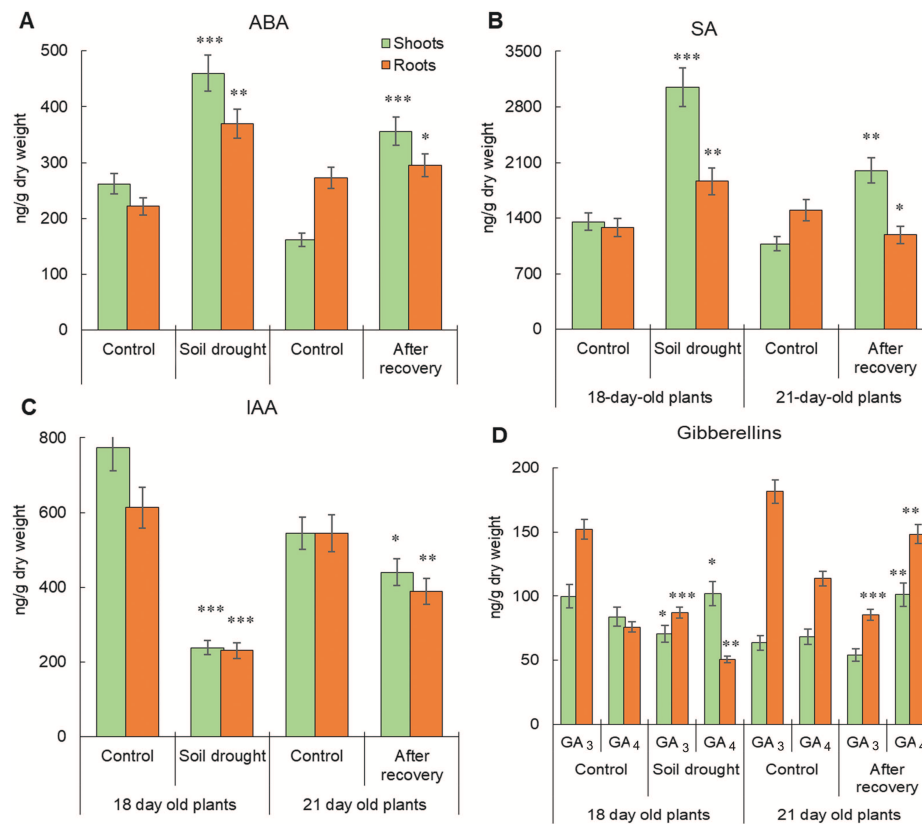 A
ABA
500
400
300
200
100
0
ng/g dry weight
Shoots
Roots
***
**
***
*
Control
Soil drought
Control
After
recovery
B
SA
3500
2800
2100
1400
700
0
ng/g dry weight
***
**
**
*
Control
Soil drought
Control
After
recovery
18-day-old plants
21-day-old plants
C
IAA
800
600
400
200
0
ng/g dry weight
***
***
*
**
Control
Soil drought
Control
After
recovery
18 day old plants
21 day old plants
D
Gibberellins
200
150
100
50
0
ng/g dry weight
*
***
*
**
***
**
**
GA3 GA4 GA3 GA4 GA3 GA4 GA3 GA4
Control
Soil drought
Control
After
recovery
18 day old plants
21 day old plants